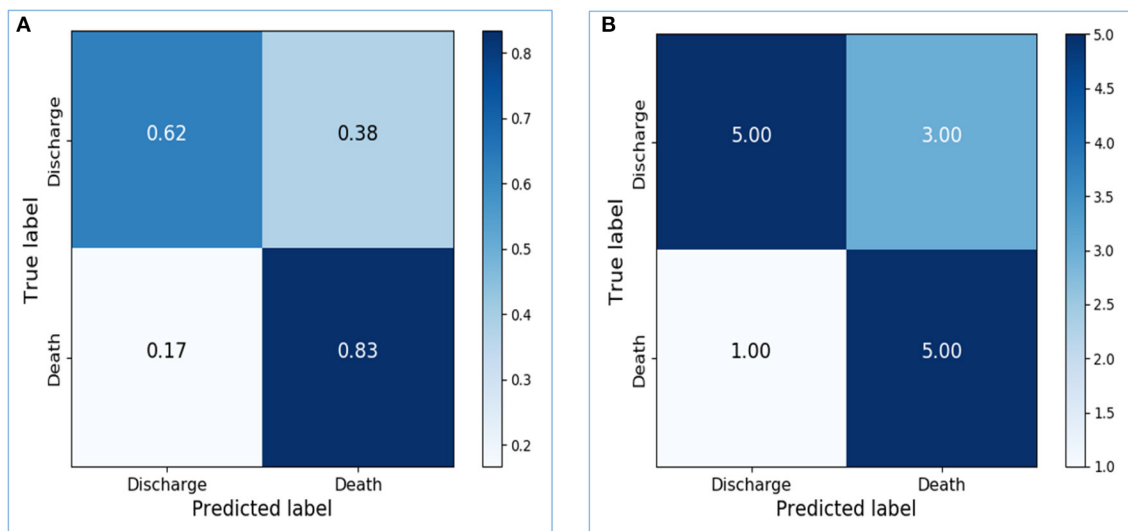 A
True label
Discharge
Death
0.62
0.38
0.17
0.83
Discharge
Death
Predicted label
0.8
0.7
0.6
0.5
0.4
0.3
0.2
B
True label
Discharge
Death
5.00
3.00
1.00
5.00
Discharge
Death
Predicted label
5.0
4.5
4.0
3.5
3.0
2.5
2.0
1.5
1.0